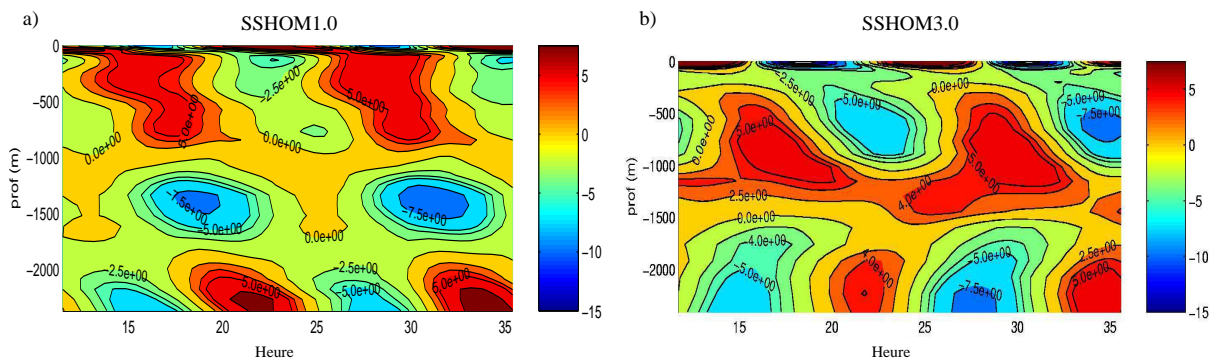 a)
SSHOM1.0
prof (m)
0
−500
−1000
−1500
−2000
15
20
25
30
35
Heure
0.0e+00
5.0e+00
−2.5e+00
0.0e+00
5.0e+00
−7.5e+00
−5.0e+00
0.0e+00
−7.5e+00
−5.0e+00
−2.5e+00
5.0e+00
−2.5e+00
−5.0e+00
5.0e+00
5
0
−5
−10
−15
b)
SSHOM3.0
prof (m)
0
−500
−1000
−1500
−2000
15
20
25
30
35
Heure
0.0e+00
−5.0e+00
0.0e+00
−5.0e+00
−7.5e+00
5.0e+00
5.0e+00
2.5e+00
4.0e+00
0.0e+00
−4.0e+00
−5.0e+00
4.0e+00
−5.0e+00
−7.5e+00
2.5e+00
5.0e+00
5
0
−5
−10
−15